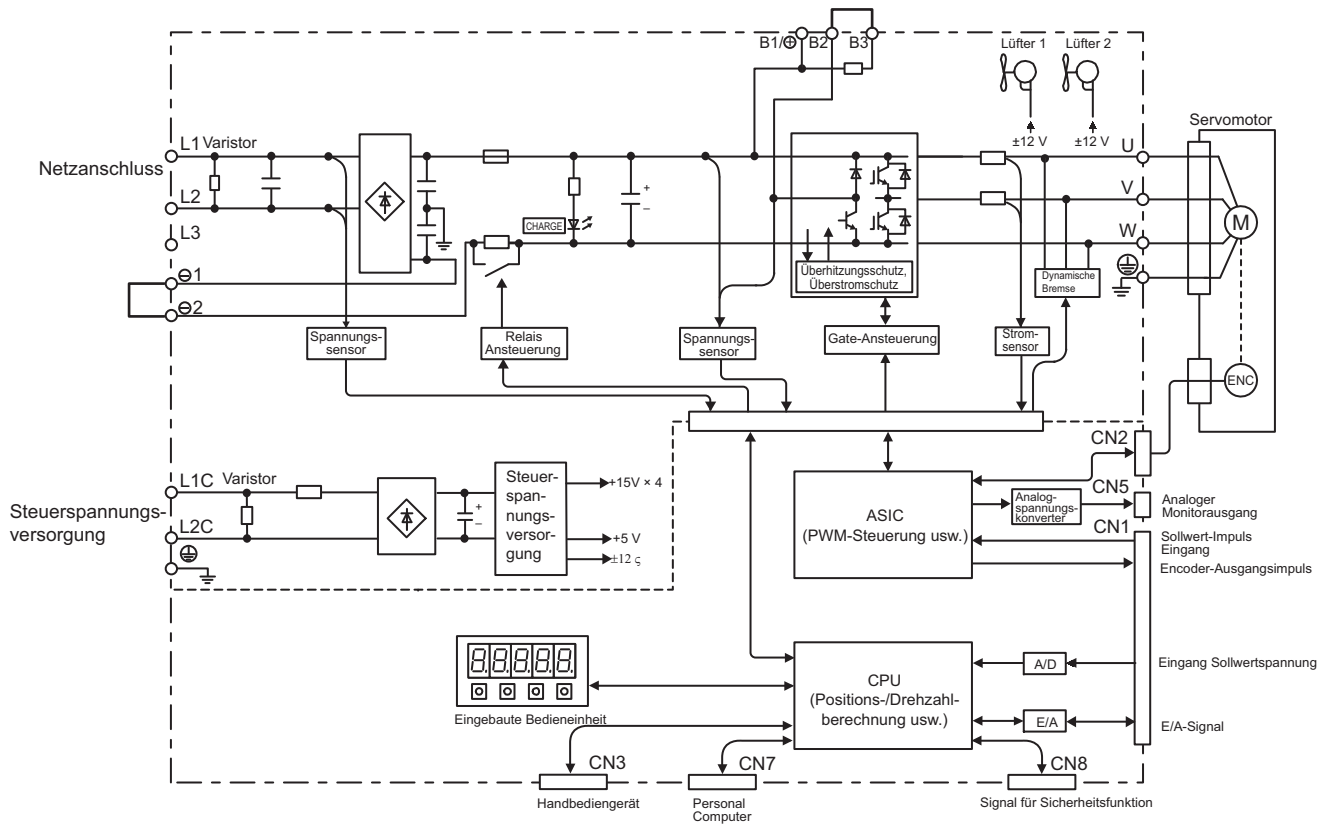 B1/⊕ B2 B3
Lüfter 1 Lüfter 2
±12 V ±12 V
Servomotor
Netzanschluss
L1 Varistor
L2
L3
⊖1
⊖2
CHARGE
+
–
Überhitzungsschutz,
Überstromschutz
U
V
W
M
Dynamische
Bremse
Spannungs-
sensor
Relais
Ansteuerung
Spannungs-
sensor
Gate-Ansteuerung
Strom-
sensor
ENC
Steuerspannungs-
versorgung
L1C Varistor
L2C
+
–
Steuer-
span-
nungs-
versor-
gung
+15V × 4
+5 V
±12 ς
ASIC
(PWM-Steuerung usw.)
Analog-
spannungs-
konverter
CN2
CN5
Analoger
Monitorausgang
CN1
Sollwert-Impuls
Eingang
Encoder-Ausgangsimpuls
88888
Eingebaute Bedieneinheit
CPU
(Positions-/Drehzahl-
berechnung usw.)
A/D
Eingang Sollwertspannung
E/A
E/A-Signal
CN3
Handbediengerät
CN7
Personal
Computer
CN8
Signal für Sicherheitsfunktion